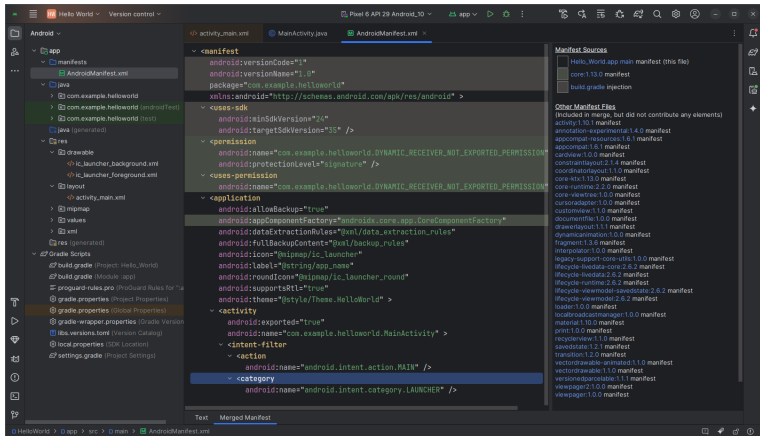 HW Hello World Version control
Pixel 6 API 29 Android_10 app
Android
app
manifests
AndroidManifest.xml
java
com.example.helloworld
com.example.helloworld (androidTest)
com.example.helloworld (test)
java (generated)
res
drawable
ic_launcher_background.xml
ic_launcher_foreground.xml
layout
activity_main.xml
mipmap
values
xml
res (generated)
Gradle Scripts
build.gradle (Project: Hello_World)
build.gradle (Module :app)
proguard-rules.pro (ProGuard Rules for ":a
gradle.properties (Project Properties)
gradle.properties (Global Properties)
gradle-wrapper.properties (Gradle Version
libs.versions.toml (Version Catalog)
local.properties (SDK Location)
settings.gradle (Project Settings)
activity_main.xml MainActivity.java AndroidManifest.xml
<manifest
android:versionCode="1"
android:versionName="1.0"
package="com.example.helloworld"
xmlns:android="http://schemas.android.com/apk/res/android" >
<uses-sdk
android:minSdkVersion="24"
android:targetSdkVersion="35" />
<permission
android:name="com.example.helloworld.DYNAMIC_RECEIVER_NOT_EXPORTED_PERMISSION"
android:protectionLevel="signature" />
<uses-permission
android:name="com.example.helloworld.DYNAMIC_RECEIVER_NOT_EXPORTED_PERMISSION"
<application
android:allowBackup="true"
android:appComponentFactory="androidx.core.app.CoreComponentFactory"
android:dataExtractionRules="@xml/data_extraction_rules"
android:fullBackupContent="@xml/backup_rules"
android:icon="@mipmap/ic_launcher"
android:label="@string/app_name"
android:roundIcon="@mipmap/ic_launcher_round"
android:supportsRtl="true"
android:theme="@style/Theme.HelloWorld" >
<activity
android:exported="true"
android:name="com.example.helloworld.MainActivity" >
<intent-filter
<action
android:name="android.intent.action.MAIN" />
<category
android:name="android.intent.category.LAUNCHER" />
Text Merged Manifest
Manifest Sources
Hello_World.app main manifest (this file)
core:1.13.0 manifest
build.gradle injection
Other Manifest Files
(Included in merge, but did not contribute any elements)
activity:1.10.1 manifest
annotation-experimental:1.4.0 manifest
appcompat-resources:1.6.1 manifest
appcompat:1.6.1 manifest
cardview:1.0.0 manifest
constraintlayout:2.1.4 manifest
coordinatorlayout:1.1.0 manifest
core-ktx:1.13.0 manifest
core-runtime:2.2.0 manifest
core-viewtree:1.0.0 manifest
cursoradapter:1.0.0 manifest
customview:1.1.0 manifest
documentfile:1.0.0 manifest
drawerlayout:1.1.1 manifest
dynamicanimation:1.0.0 manifest
fragment:1.3.6 manifest
interpolator:1.0.0 manifest
legacy-support-core-utils:1.0.0 manifest
lifecycle-livedata-core:2.6.2 manifest
lifecycle-livedata:2.6.2 manifest
lifecycle-runtime:2.6.2 manifest
lifecycle-viewmodel-savedstate:2.6.2 manifest
lifecycle-viewmodel:2.6.2 manifest
loader:1.0.0 manifest
localbroadcastmanager:1.0.0 manifest
material:1.10.0 manifest
print:1.0.0 manifest
recyclerview:1.1.0 manifest
savedstate:1.2.1 manifest
transition:1.2.0 manifest
vectordrawable-animated:1.1.0 manifest
vectordrawable:1.1.0 manifest
versionedparcelable:1.1.1 manifest
viewpager2:1.0.0 manifest
viewpager:1.0.0 manifest
HelloWorld > app > src > main > AndroidManifest.xml